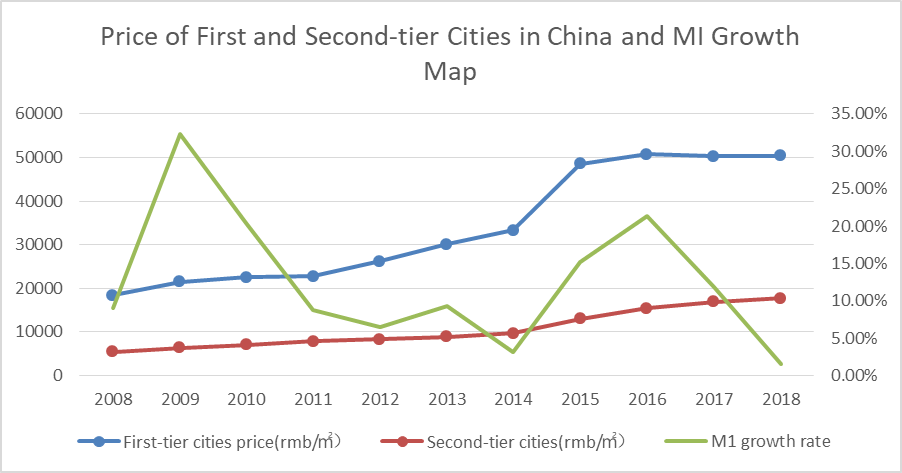 Price of First and Second-tier Cities in China and MI Growth
Map
60000 35.00%
50000 30.00%
40000 25.00%
30000 20.00%
20000 15.00%
10000 10.00%
0 5.00%
0.00%
2008 2009 2010 2011 2012 2013 2014 2015 2016 2017 2018
First-tier cities price(rmb/㎡) Second-tier cities(rmb/㎡) M1 growth rate